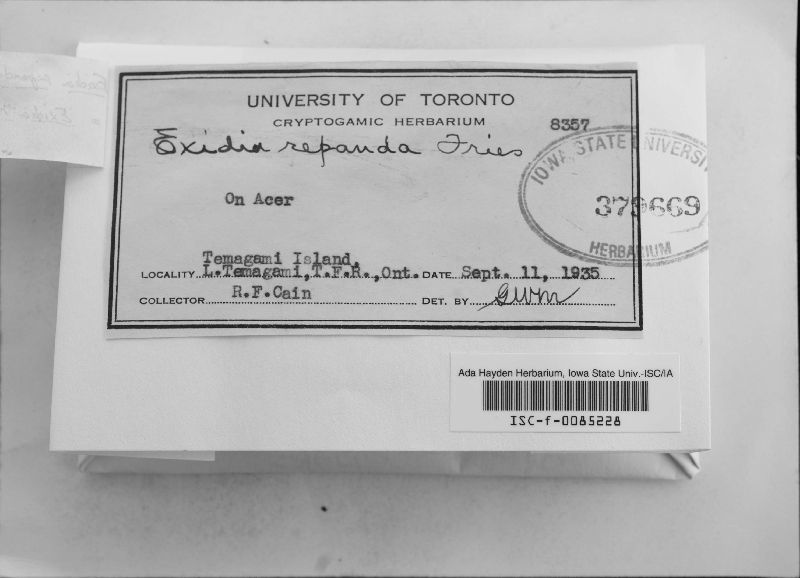 UNIVERSITY OF TORONTO
CRYPTOGAMIC HERBARIUM
8357
Exidia repanda Fries
IOWA STATE UNIVERSITY
379669
HERBARIUM
On Acer
Temagami Island,
LOCALITY L.Temagami,T.F.R.,Ont. DATE Sept. 11, 1935
COLLECTOR R.F.Cain DET. BY GWM
Ada Hayden Herbarium, Iowa State Univ.-ISC/IA
ISC-f-0085228